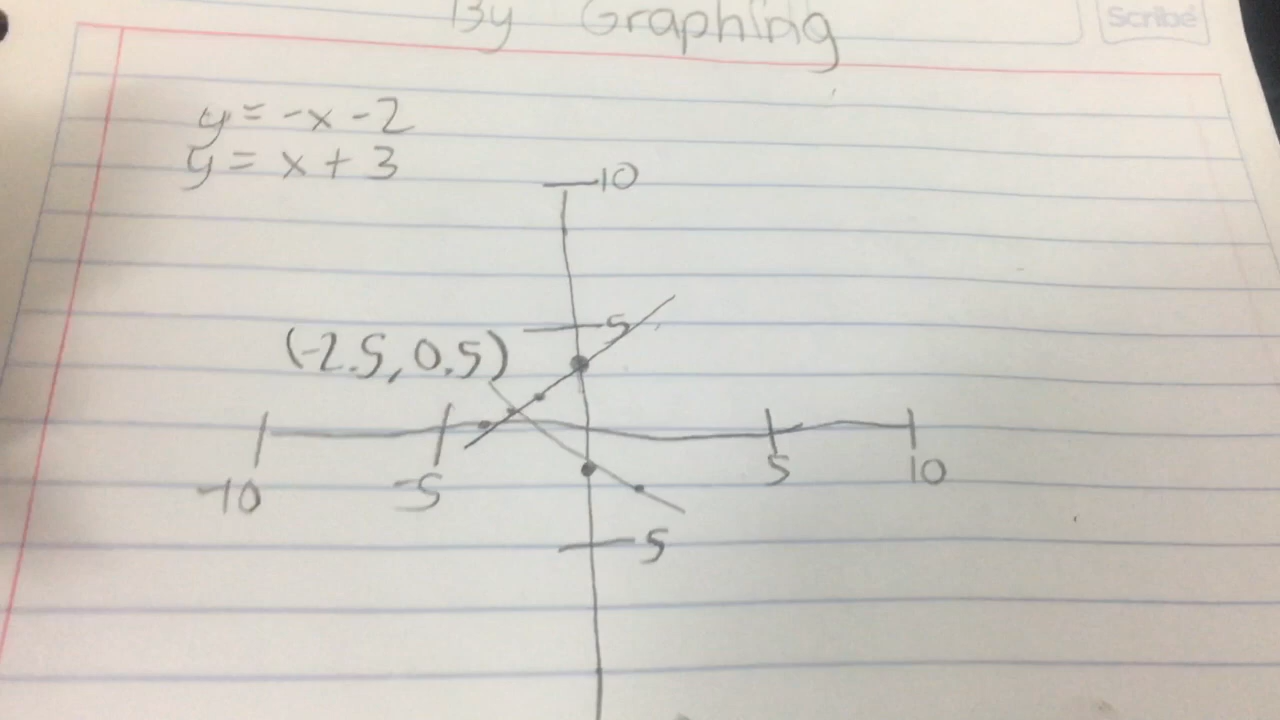 By Graphing
Scribe
y = -x - 2
y = x + 3
10
5
(-2.5, 0.5)
-10
-5
5
10
-5